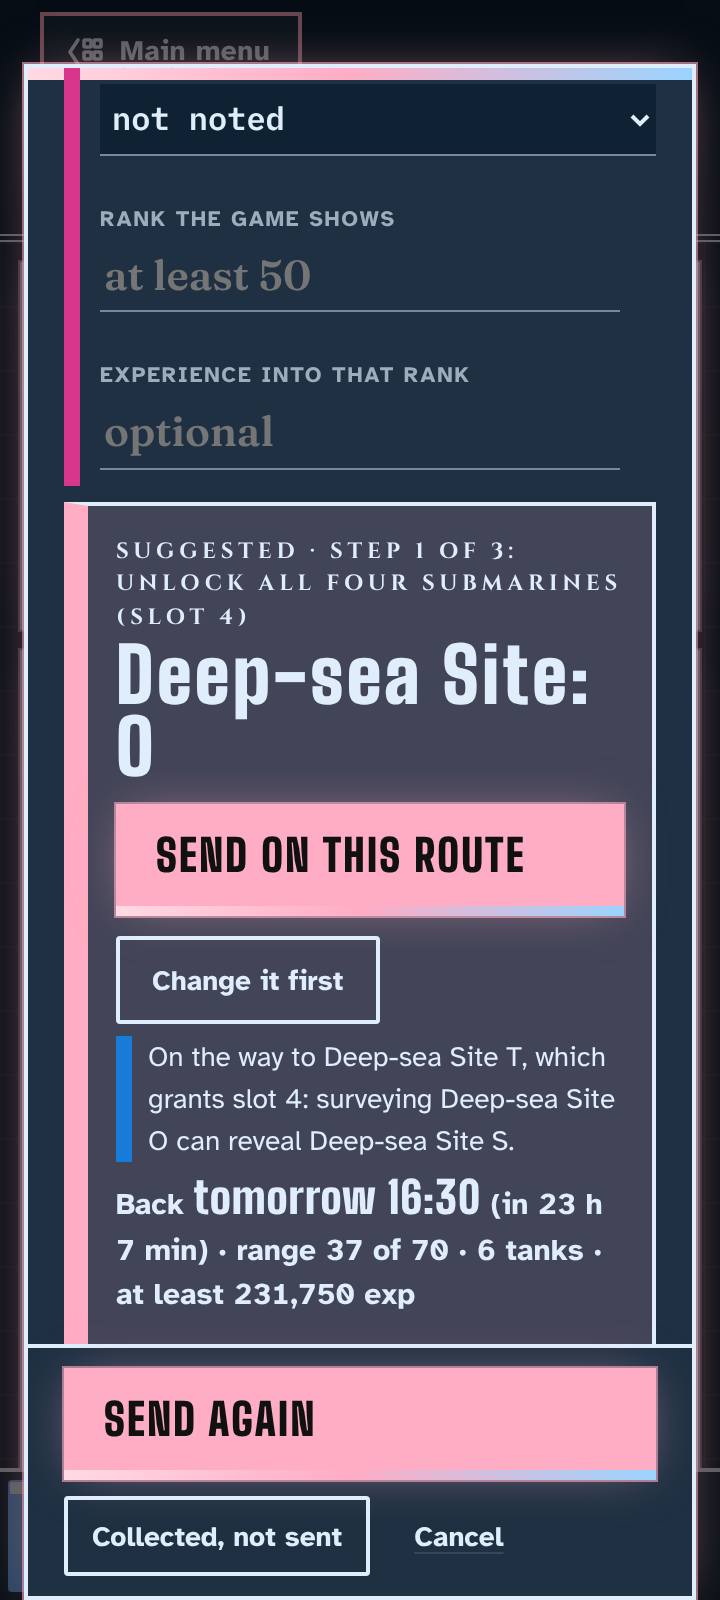 Main menu
not noted
RANK THE GAME SHOWS
at least 50
EXPERIENCE INTO THAT RANK
optional
SUGGESTED · STEP 1 OF 3:
UNLOCK ALL FOUR SUBMARINES
(SLOT 4)
Deep-sea Site:
O
SEND ON THIS ROUTE
Change it first
On the way to Deep-sea Site T, which
grants slot 4: surveying Deep-sea Site
O can reveal Deep-sea Site S.
Back tomorrow 16:30 (in 23 h
7 min) · range 37 of 70 · 6 tanks ·
at least 231,750 exp
SEND AGAIN
Collected, not sent
Cancel